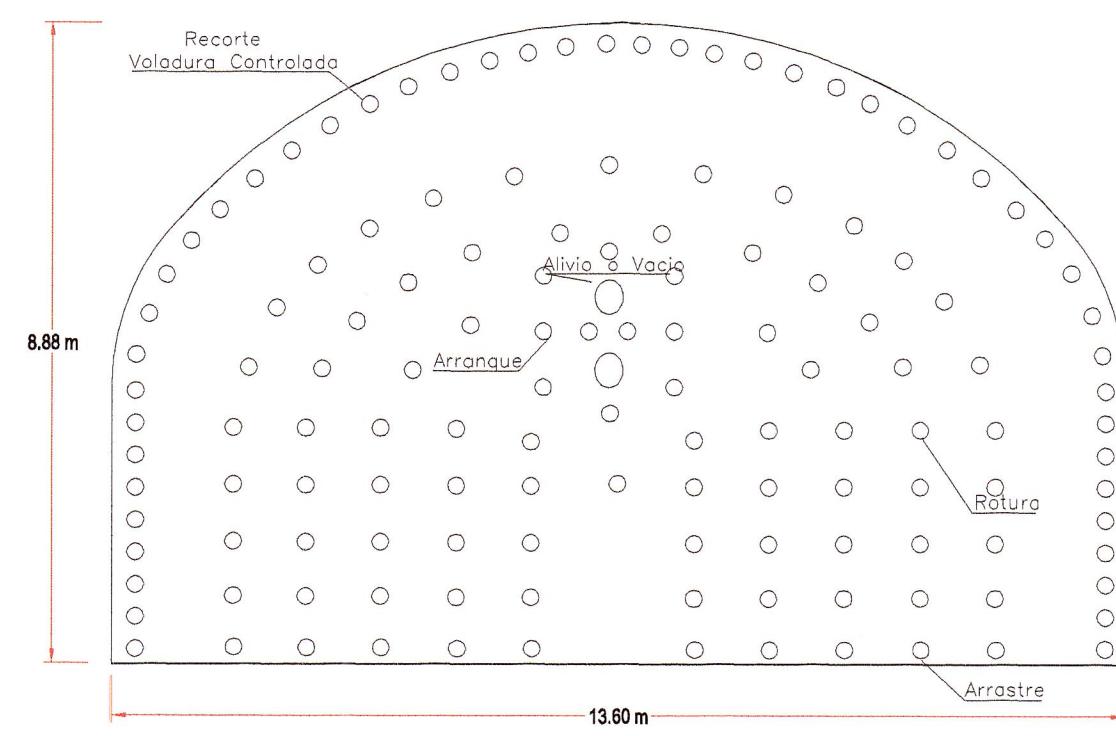 Recorte
Voladura Controlada
Alivio o Vacio
8.88 m
Arranque
Rotura
Arrastre
13.60 m